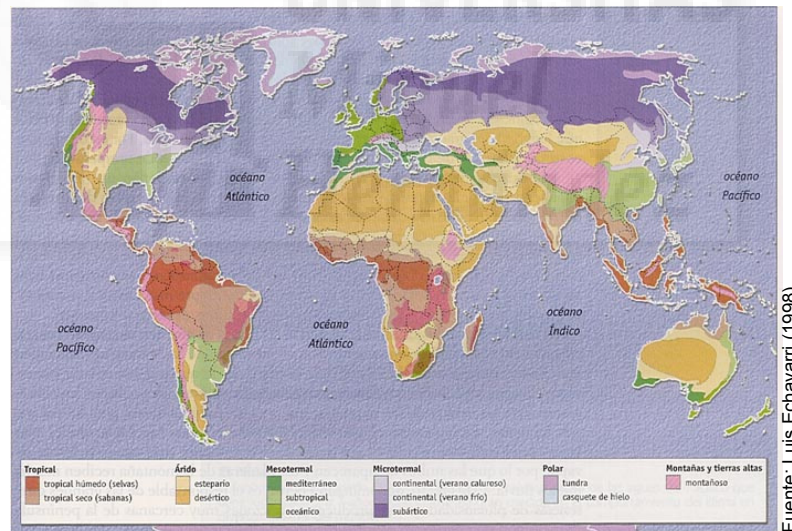 océano
Atlántico
océano
Pacífico
océano
Pacífico
océano
Atlántico
océano
Índico
Tropical
tropical húmedo (selvas)
tropical seco (sabanas)
Árido
estepario
desértico
Mesotermal
mediterráneo
subtropical
oceánico
Microtermal
continental (verano caluroso)
continental (verano frío)
subártico
Polar
tundra
casquete de hielo
Montañas y tierras altas
montañoso
Fuente: Luis Echavarri (1998)